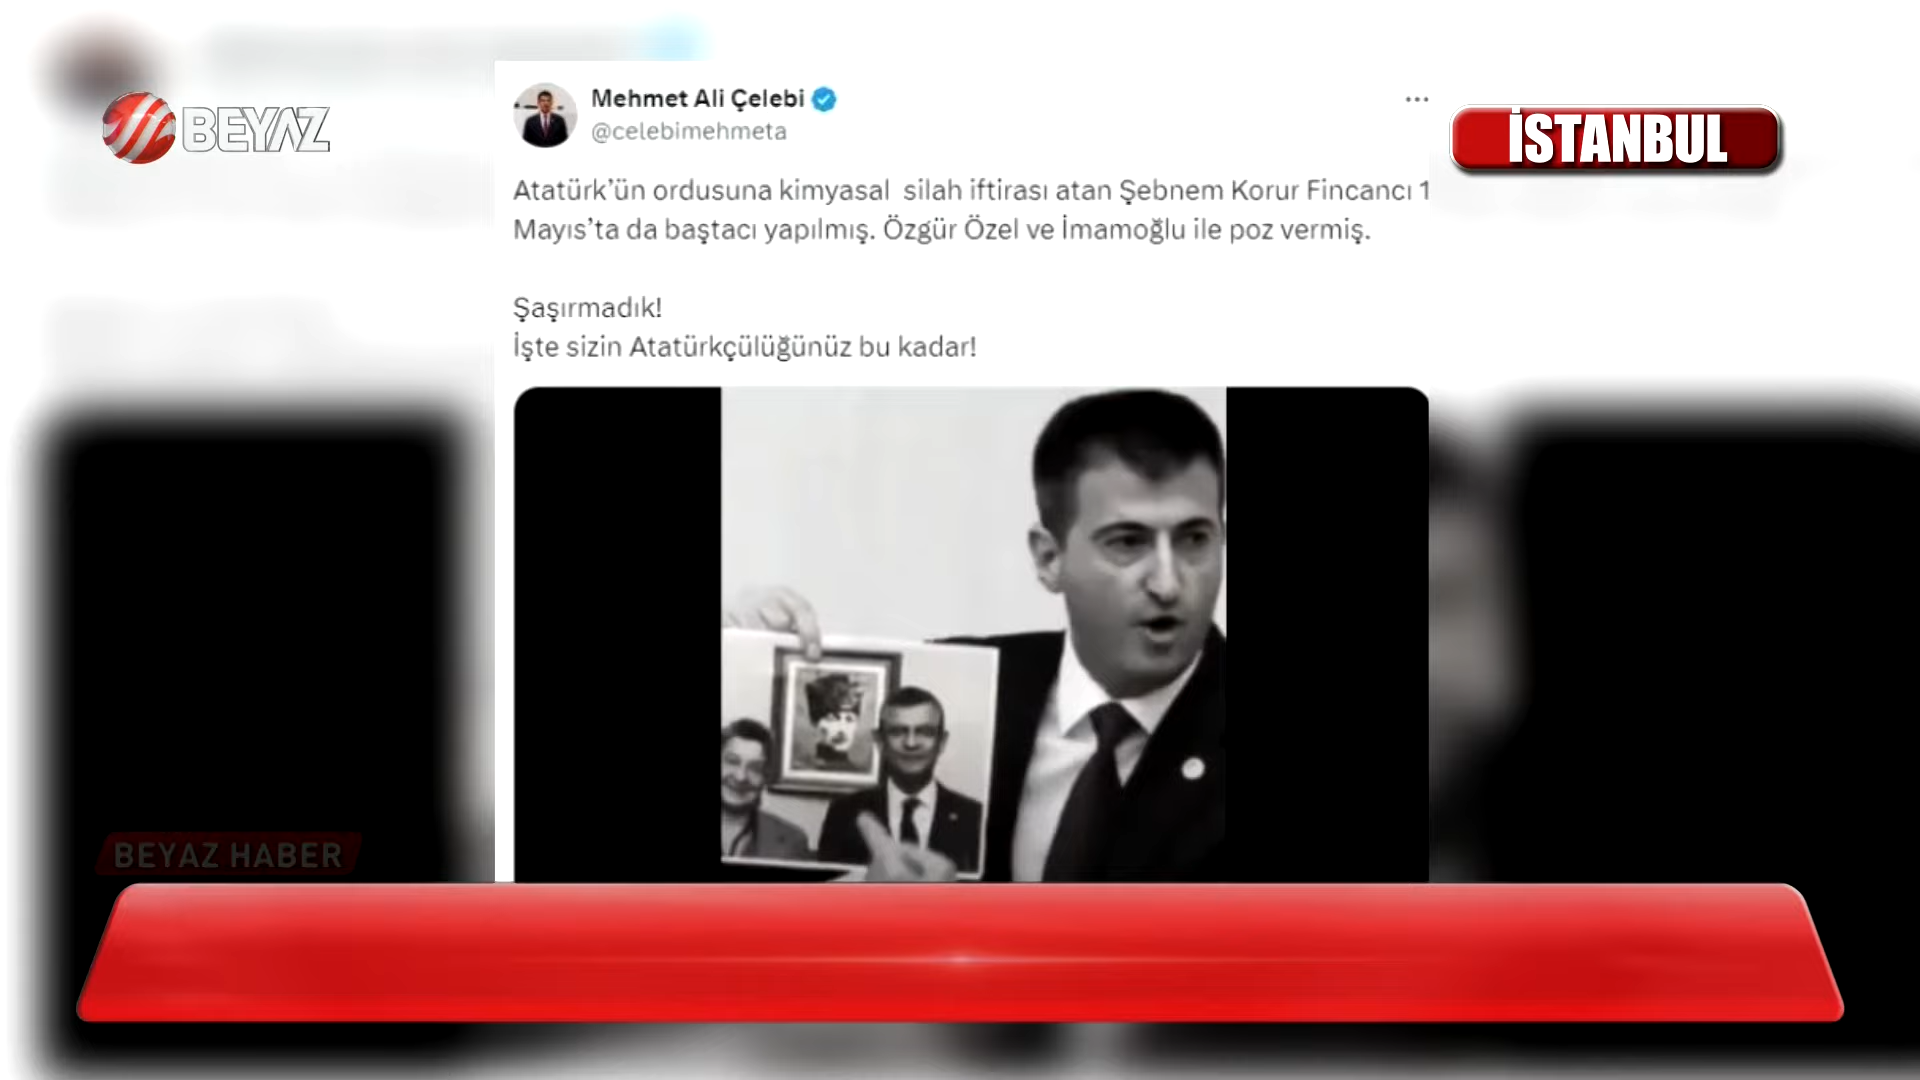 BEYAZ
Mehmet Ali Çelebi
@celebimehmeta
İSTANBUL
Atatürk’ün ordusuna kimyasal silah iftirası atan Şebnem Korur Fincancı 1
Mayıs’ta da baştacı yapılmış. Özgür Özel ve İmamoğlu ile poz vermiş.
Şaşırmadık!
İşte sizin Atatürkçülüğünüz bu kadar!
BEYAZ HABER